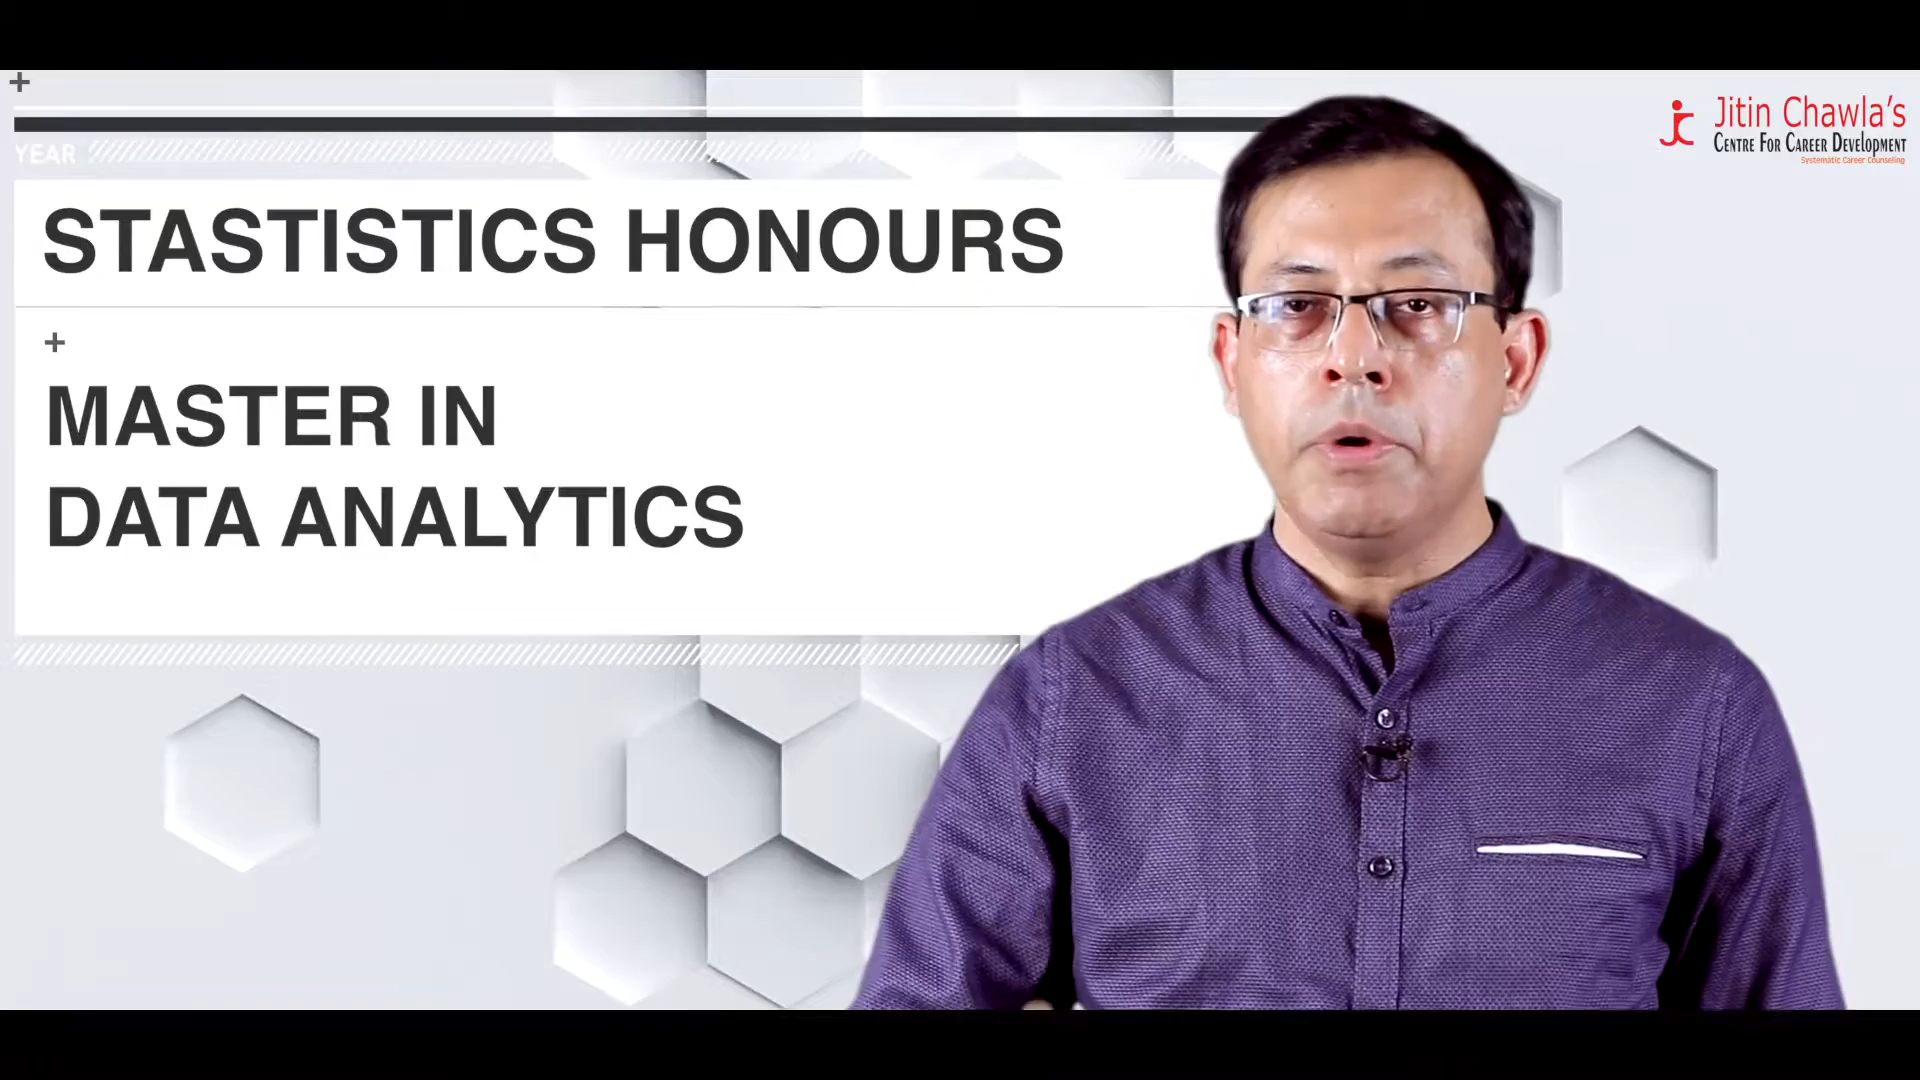 YEAR
STASTISTICS HONOURS
MASTER IN
DATA ANALYTICS
Jitin Chawla's
CENTRE FOR CAREER DEVELOPMENT
Systematic Career Counseling